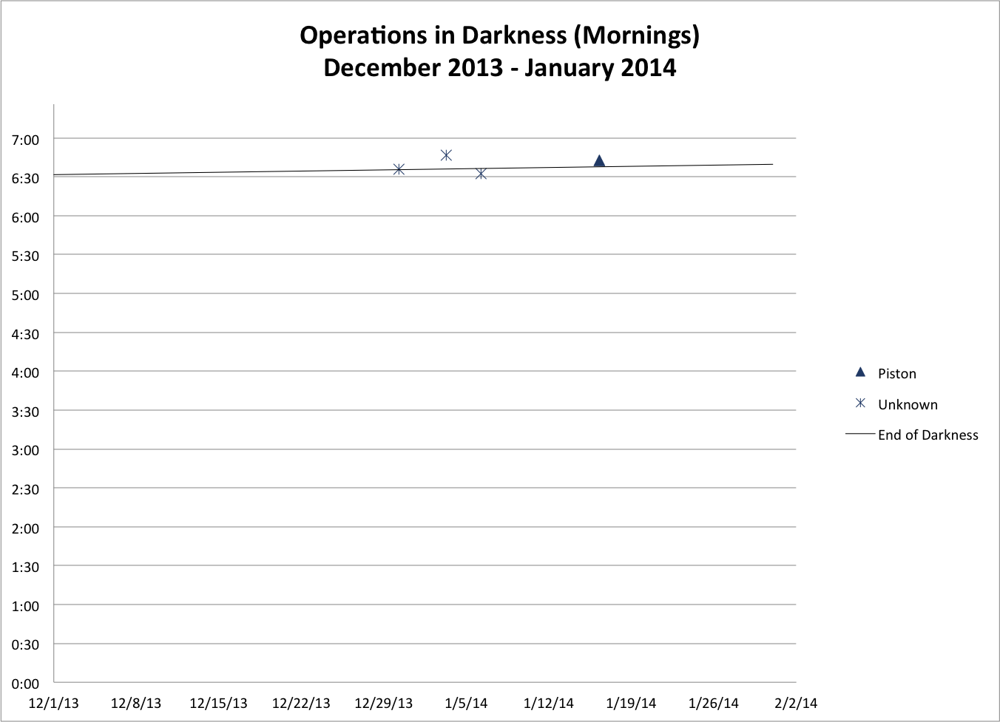 Operations in Darkness (Mornings)
December 2013 - January 2014
7:00
6:30
6:00
5:30
5:00
4:30
4:00
3:30
3:00
2:30
2:00
1:30
1:00
0:30
0:00
12/1/13 12/8/13 12/15/13 12/22/13 12/29/13 1/5/14 1/12/14 1/19/14 1/26/14 2/2/14
Piston
Unknown
End of Darkness